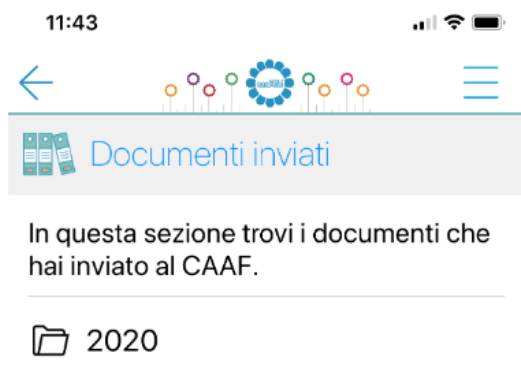 11:43
Documenti inviati
In questa sezione trovi i documenti che
hai inviato al CAAF.
2020